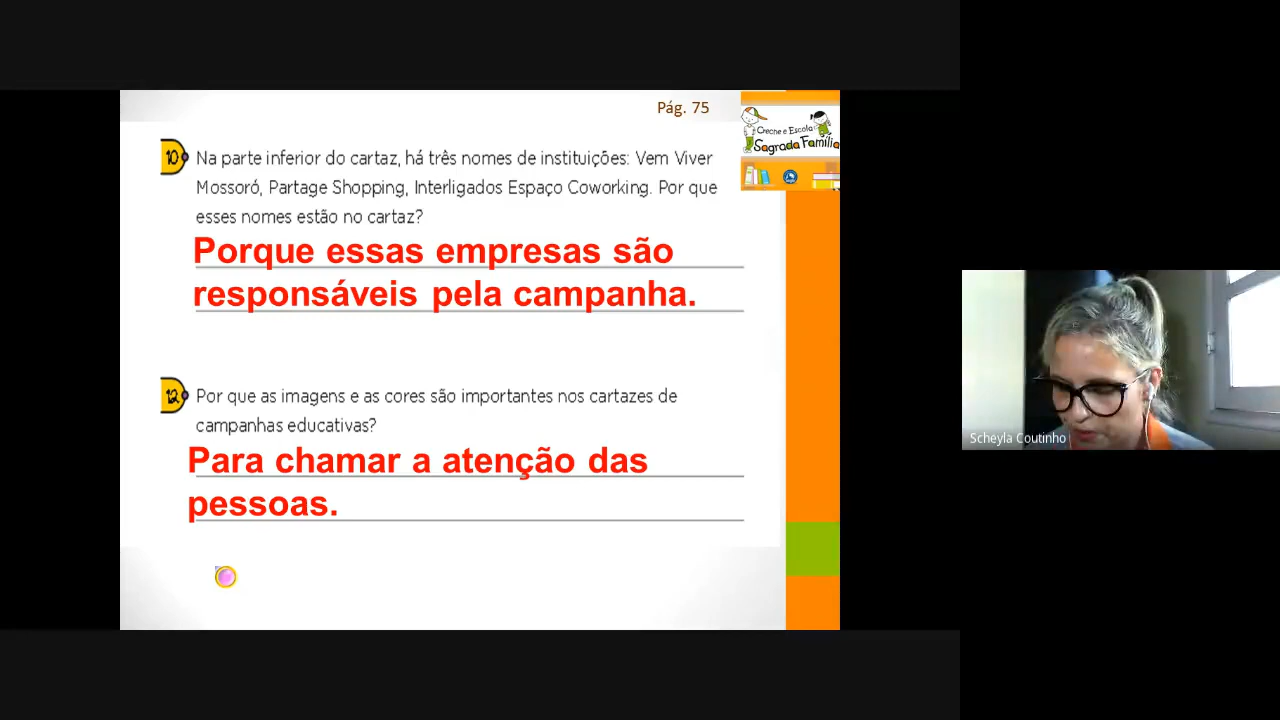 Pág. 75
Creche e Escola
Sagrada Família
10 Na parte inferior do cartaz, há três nomes de instituições: Vem Viver
Mossoró, Partage Shopping, Interligados Espaço Coworking. Por que
esses nomes estão no cartaz?
Porque essas empresas são
responsáveis pela campanha.
12 Por que as imagens e as cores são importantes nos cartazes de
campanhas educativas?
Para chamar a atenção das
pessoas.
Scheyla Coutinho